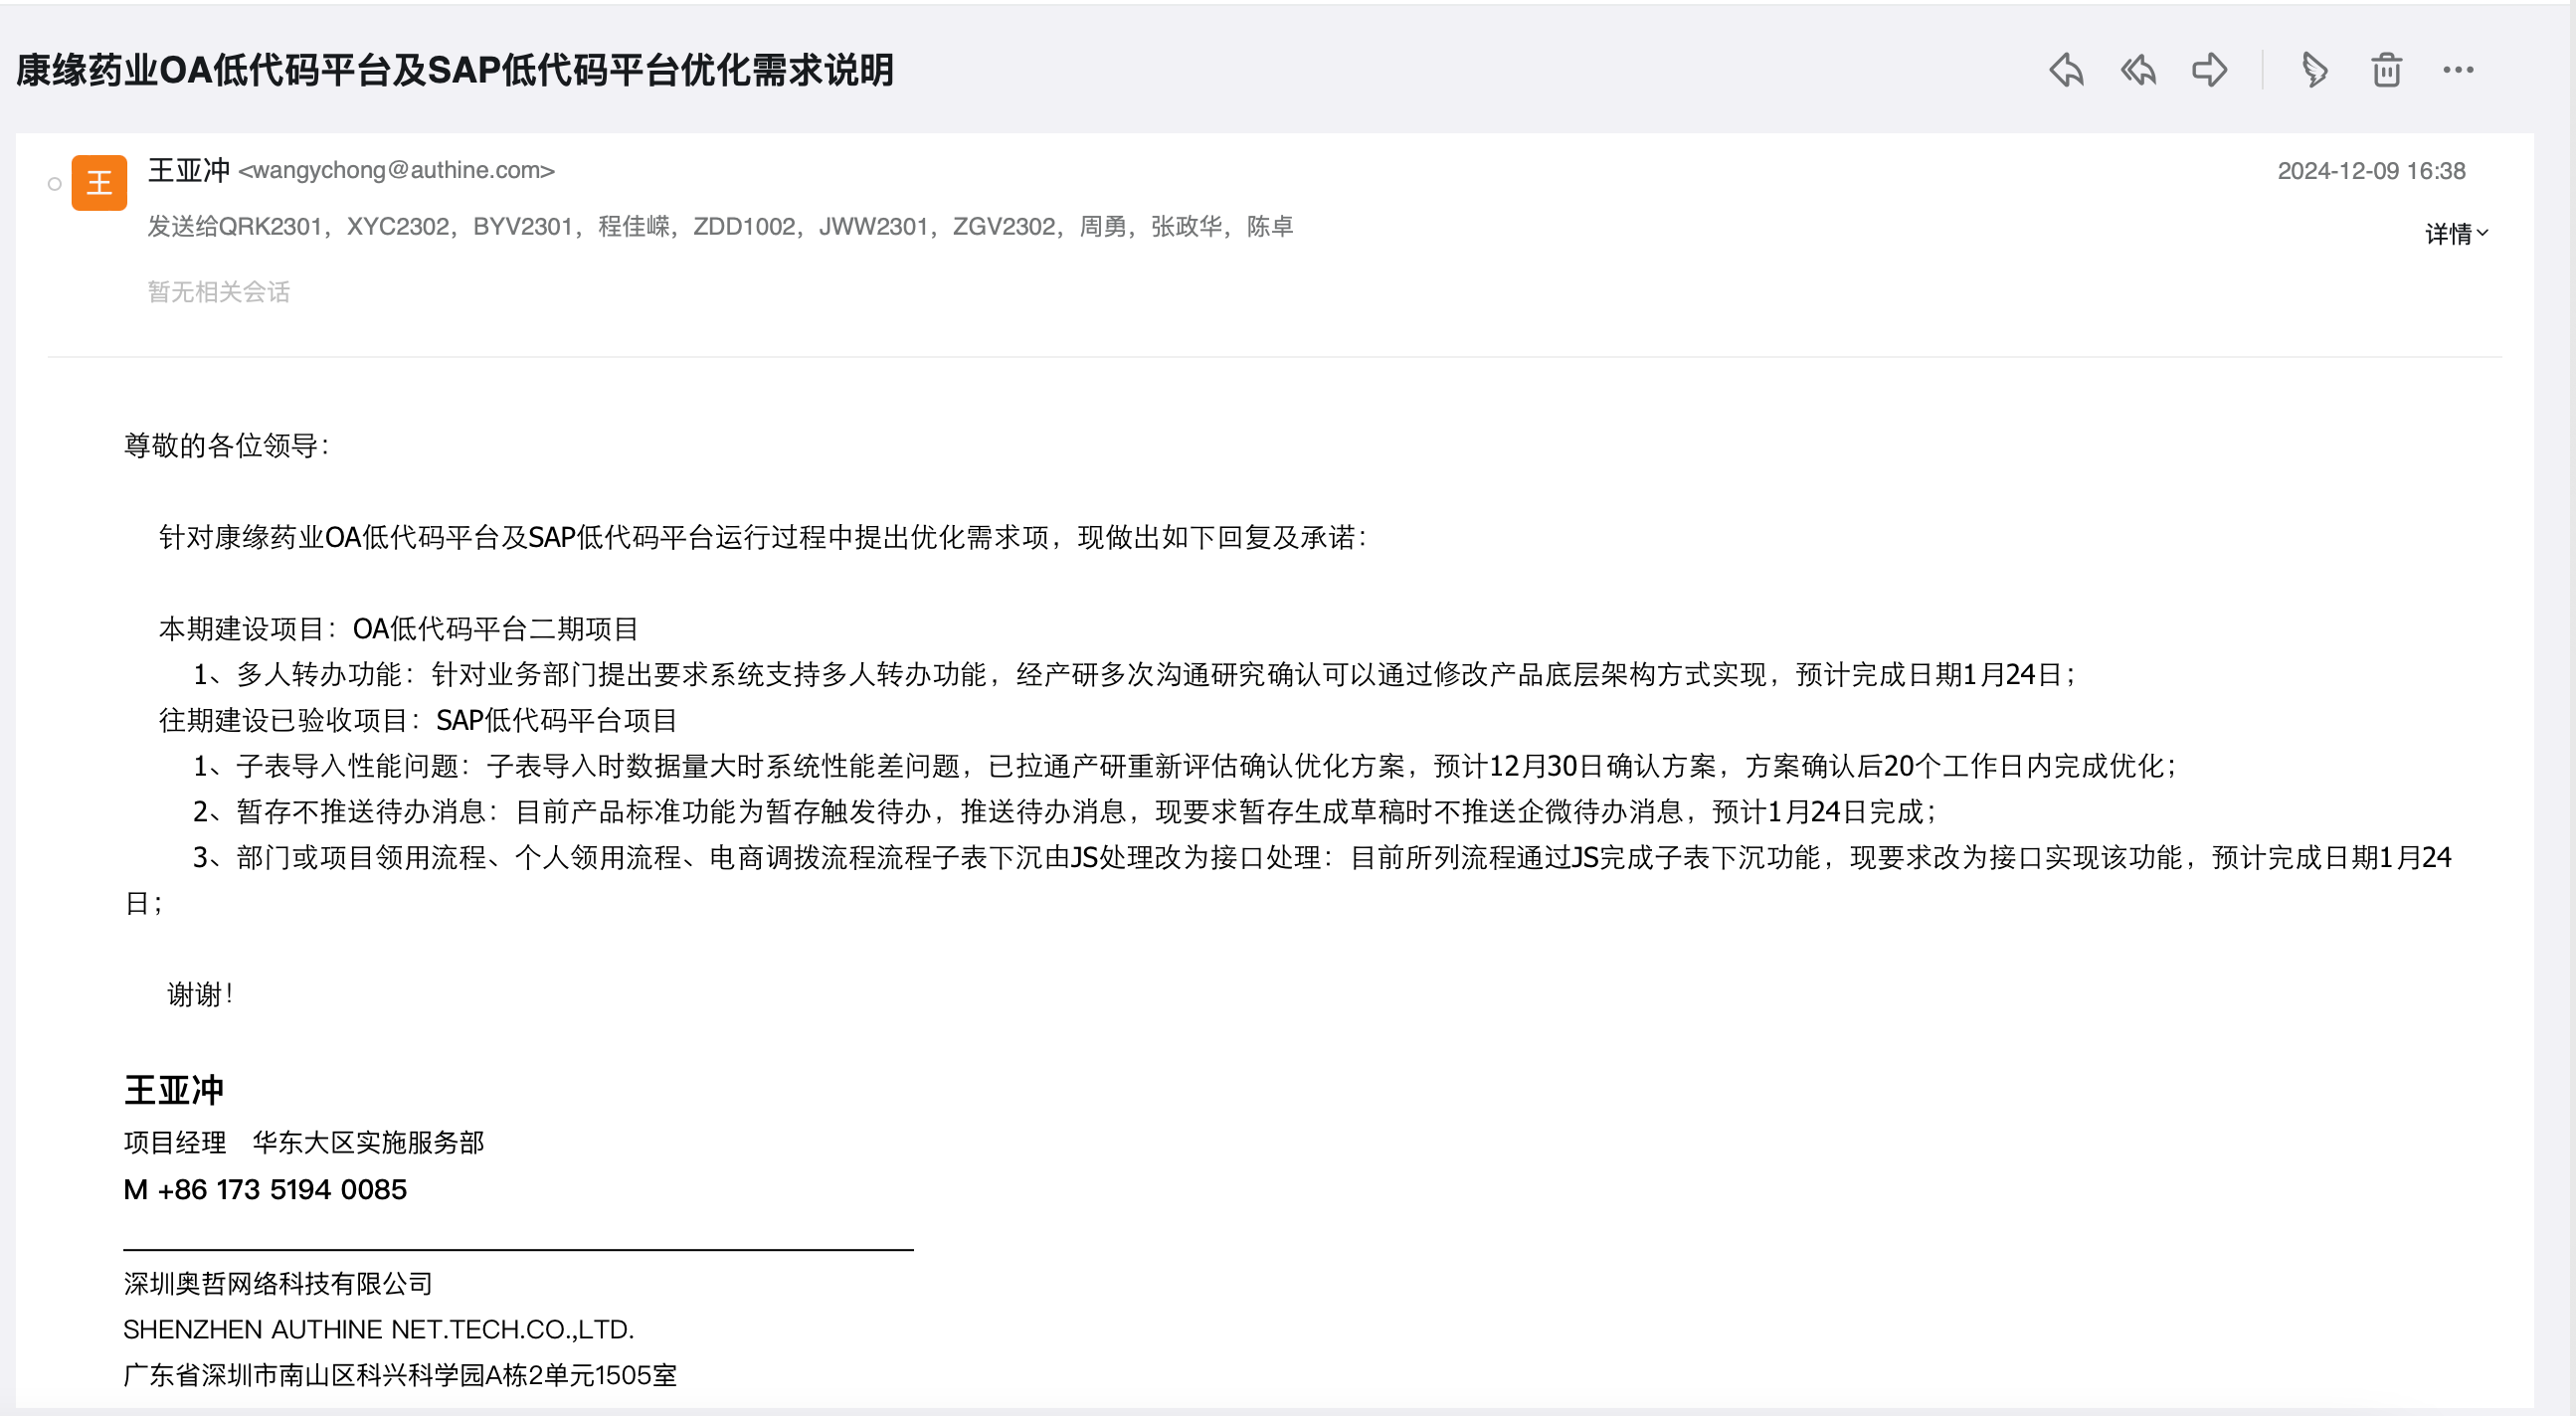 康缘药业OA低代码平台及SAP低代码平台优化需求说明
王
王亚冲 <wangychong@authine.com>
2024-12-09 16:38
发送给QRK2301，XYC2302，BYV2301，程佳嵘，ZDD1002，JWW2301，ZGV2302，周勇，张政华，陈卓
详情
暂无相关会话
尊敬的各位领导：
针对康缘药业OA低代码平台及SAP低代码平台运行过程中提出优化需求项，现做出如下回复及承诺：
本期建设项目：OA低代码平台二期项目
1、多人转办功能：针对业务部门提出要求系统支持多人转办功能，经产研多次沟通研究确认可以通过修改产品底层架构方式实现，预计完成日期1月24日；
往期建设已验收项目：SAP低代码平台项目
1、子表导入性能问题：子表导入时数据量大时系统性能差问题，已拉通产研重新评估确认优化方案，预计12月30日确认方案，方案确认后20个工作日内完成优化；
2、暂存不推送待办消息：目前产品标准功能为暂存触发待办，推送待办消息，现要求暂存生成草稿时不推送企微待办消息，预计1月24日完成；
3、部门或项目领用流程、个人领用流程、电商调拨流程流程子表下沉由JS处理改为接口处理：目前所列流程通过JS完成子表下沉功能，现要求改为接口实现该功能，预计完成日期1月24
日；
谢谢！
王亚冲
项目经理 华东大区实施服务部
M +86 173 5194 0085
深圳奥哲网络科技有限公司
SHENZHEN AUTHINE NET.TECH.CO.,LTD.
广东省深圳市南山区科兴科学园A栋2单元1505室